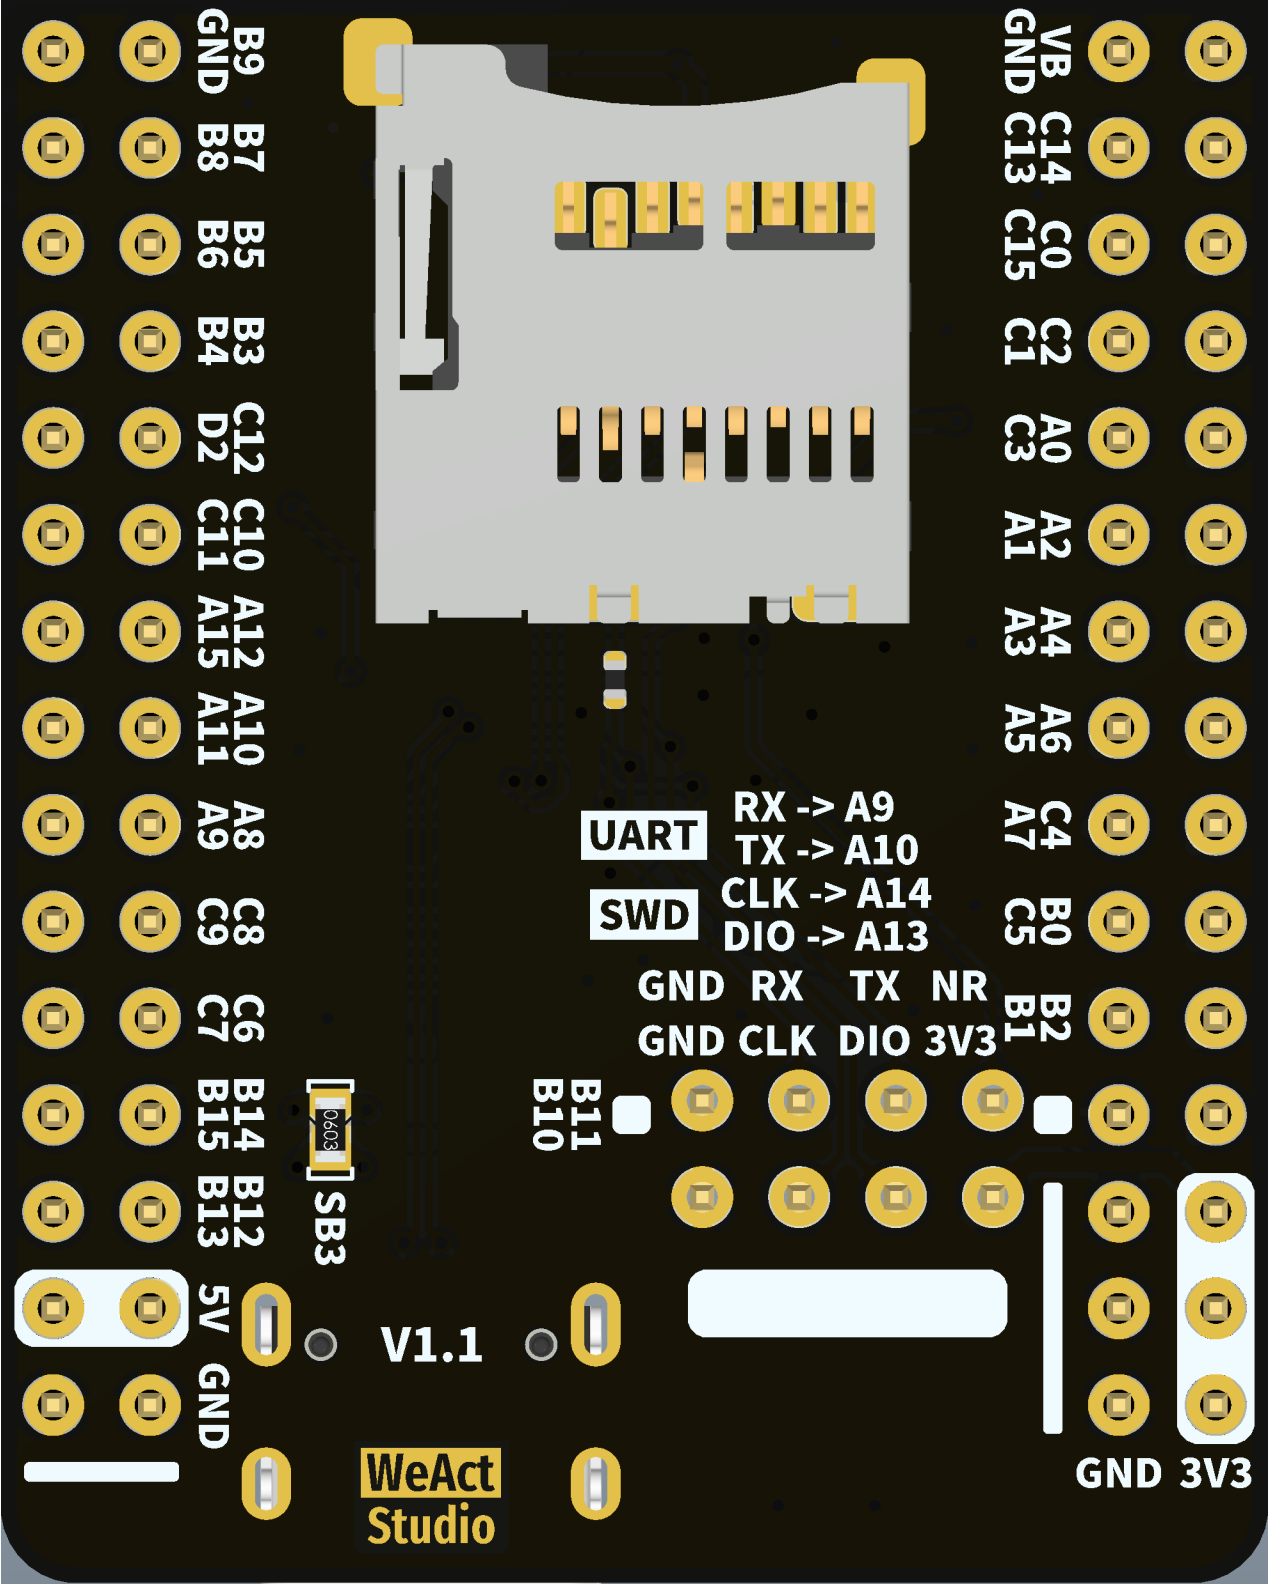 B9
GND
B7
B8
B5
B6
B3
B4
C12
D2
C10
C11
A12
A15
A10
A11
A8
A9
C8
C9
C6
C7
B14
B15
B12
B13
5V
GND
VB
GND
C14
C13
C0
C15
C2
C1
A0
C3
A2
A1
A4
A3
A6
A5
C4
A7
B0
C5
B2
B1
UART
RX -> A9
TX -> A10
SWD
CLK -> A14
DIO -> A13
GND RX TX NR
GND CLK DIO 3V3
B11
B10
0603
SB3
V1.1
WeAct
Studio
GND 3V3